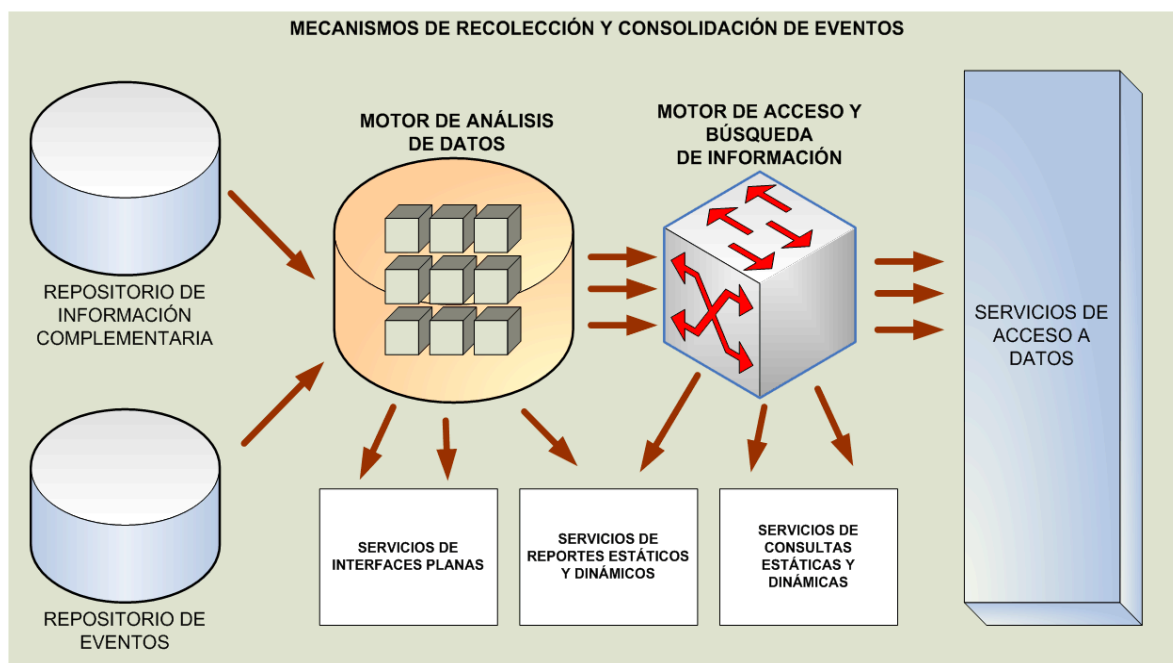 MECANISMOS DE RECOLECCIÓN Y CONSOLIDACIÓN DE EVENTOS
REPOSITORIO DE
INFORMACIÓN
COMPLEMENTARIA
REPOSITORIO DE
EVENTOS
MOTOR DE ANÁLISIS
DE DATOS
MOTOR DE ACCESO Y
BÚSQUEDA
DE INFORMACIÓN
SERVICIOS DE
ACCESO A
DATOS
SERVICIOS DE
INTERFACES PLANAS
SERVICIOS DE
REPORTES ESTÁTICOS
Y DINÁMICOS
SERVICIOS DE
CONSULTAS
ESTÁTICAS Y
DINÁMICAS